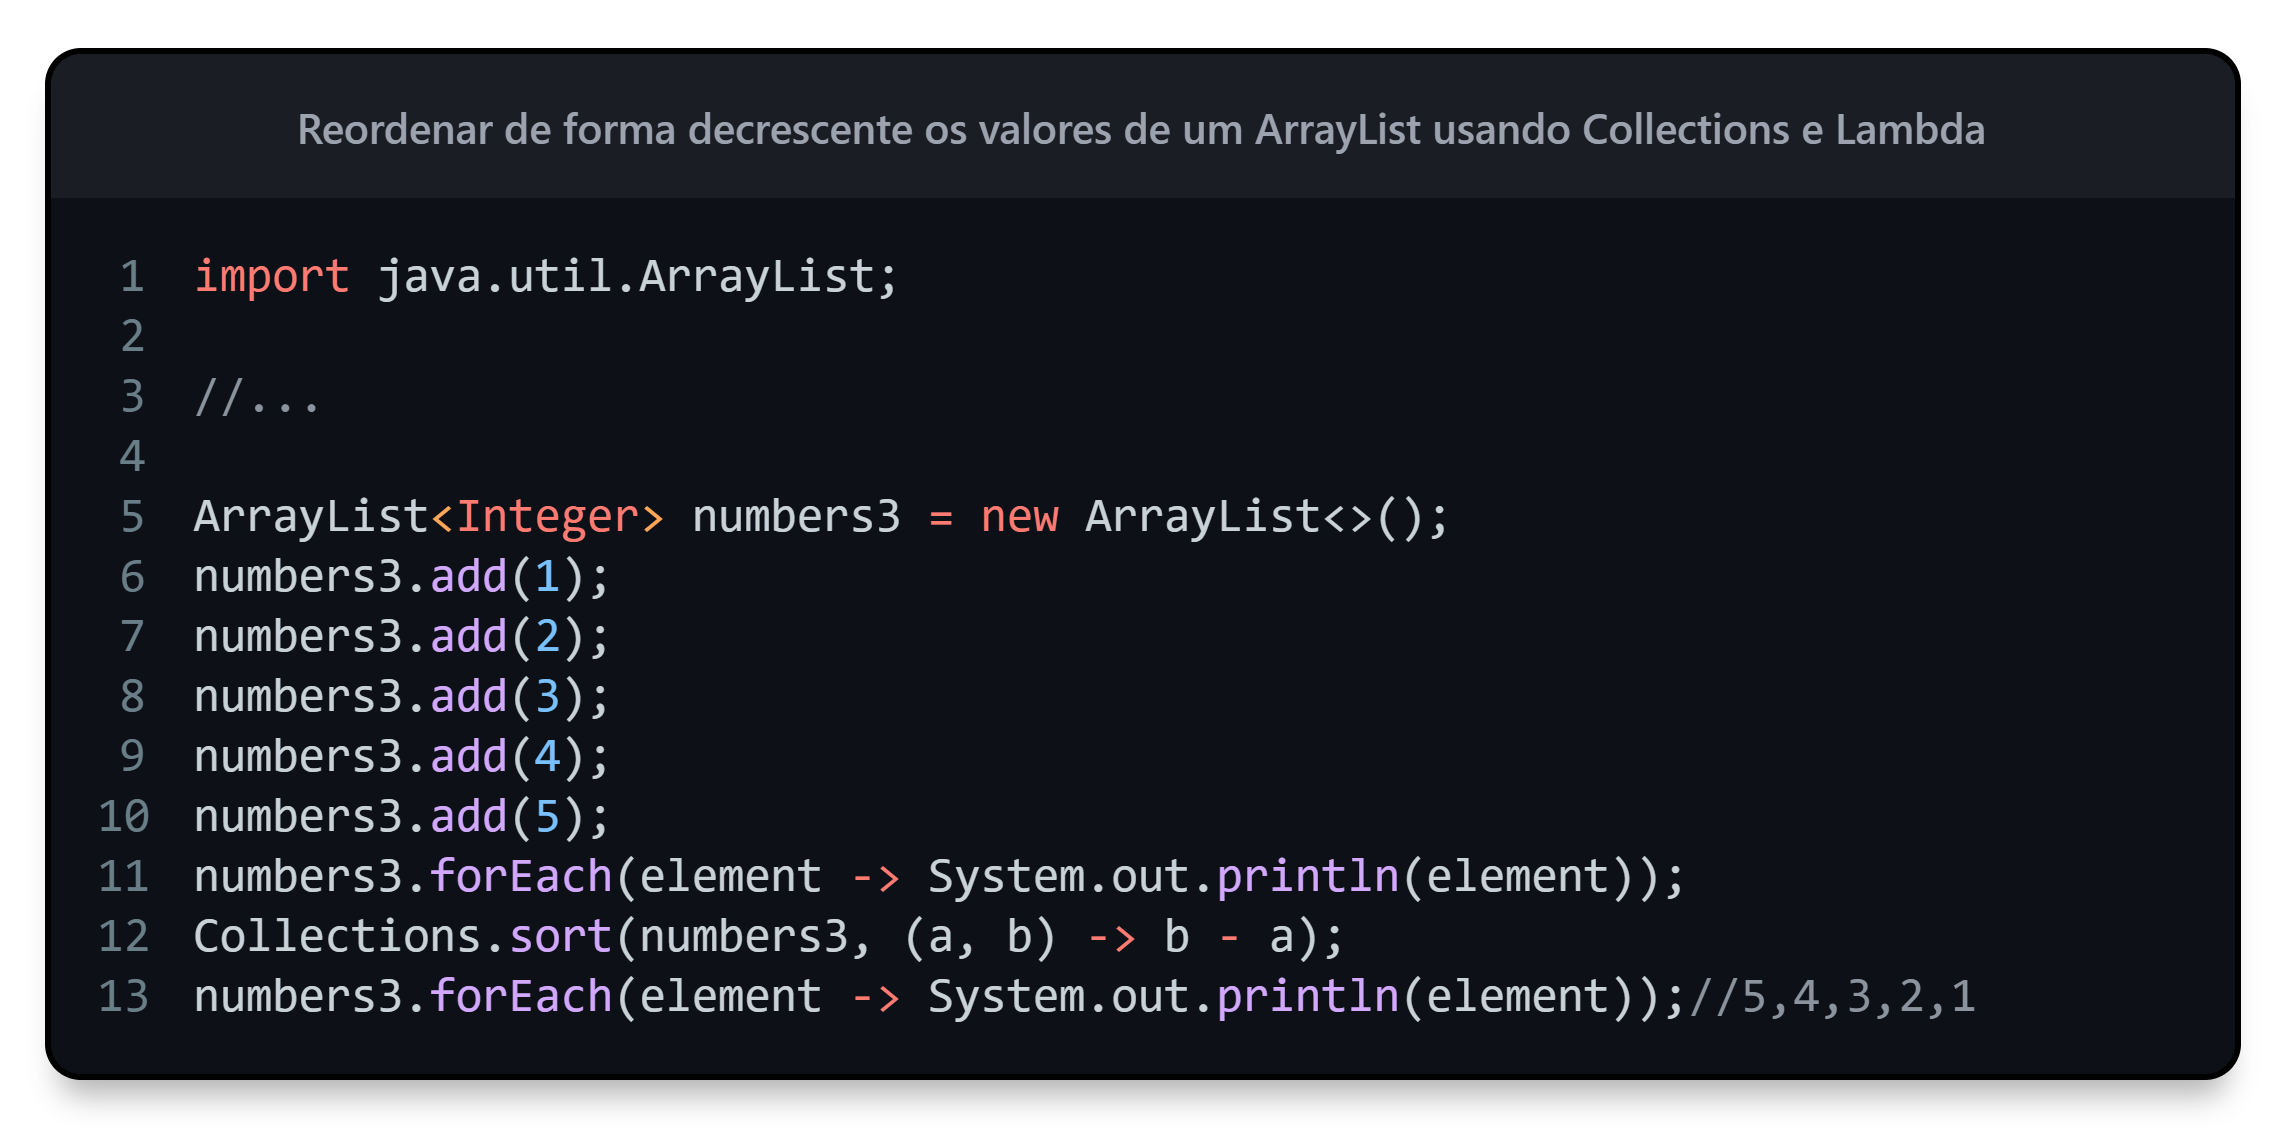 Reordenar de forma decrescente os valores de um ArrayList usando Collections e Lambda
1 import java.util.ArrayList;
2
3 //...
4
5 ArrayList<Integer> numbers3 = new ArrayList<>();
6 numbers3.add(1);
7 numbers3.add(2);
8 numbers3.add(3);
9 numbers3.add(4);
10 numbers3.add(5);
11 numbers3.forEach(element -> System.out.println(element));
12 Collections.sort(numbers3, (a, b) -> b - a);
13 numbers3.forEach(element -> System.out.println(element));//5,4,3,2,1